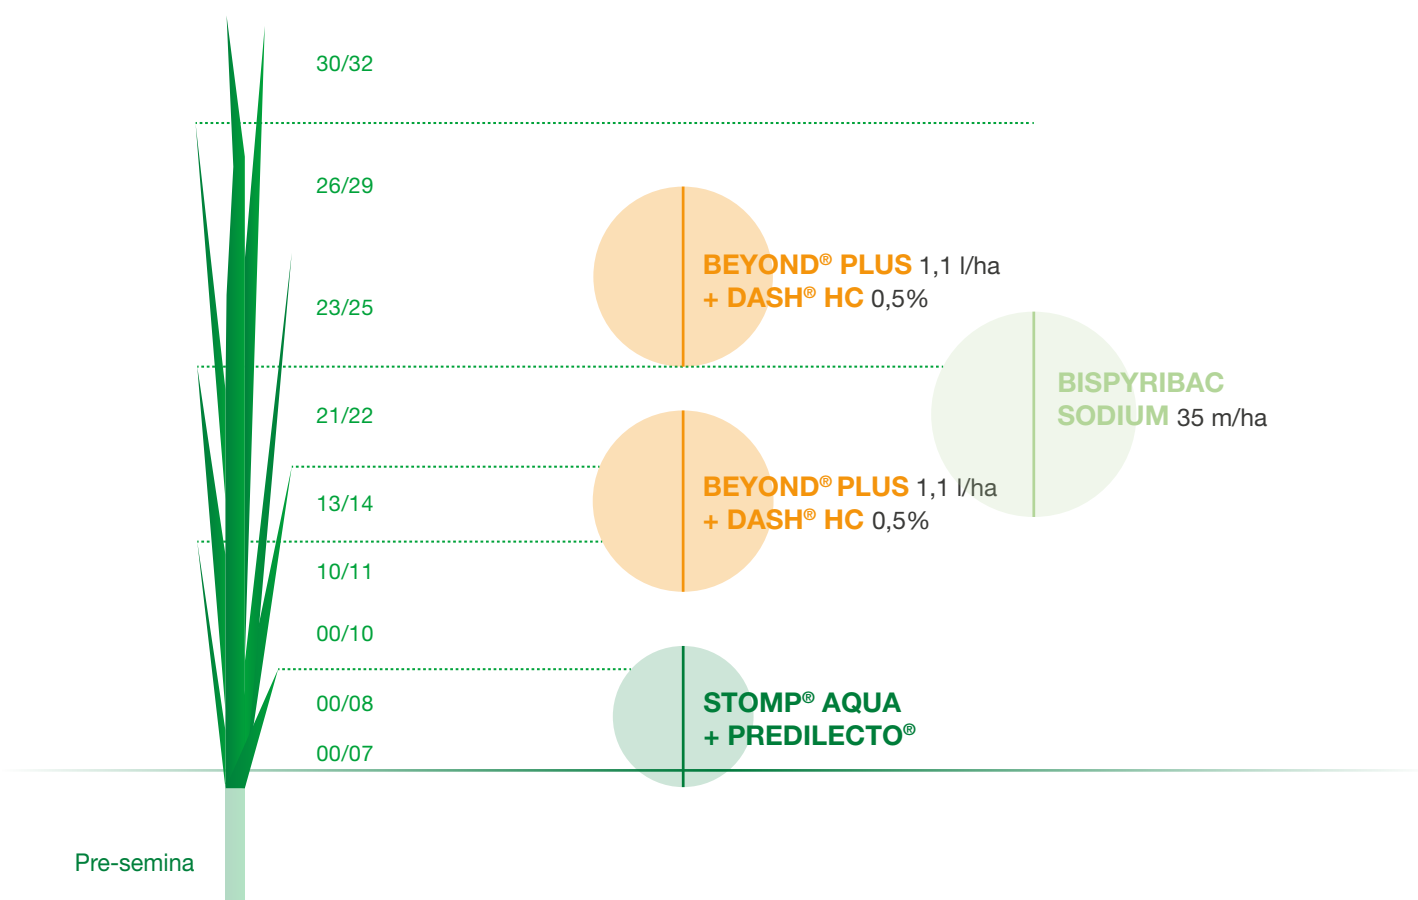 30/32
26/29
BEYOND® PLUS 1,1 l/ha
+ DASH® HC 0,5%
23/25
BISPYRIBAC
SODIUM 35 m/ha
21/22
BEYOND® PLUS 1,1 l/ha
+ DASH® HC 0,5%
13/14
10/11
00/10
STOMP® AQUA
+ PREDILECTO®
00/08
00/07
Pre-semina